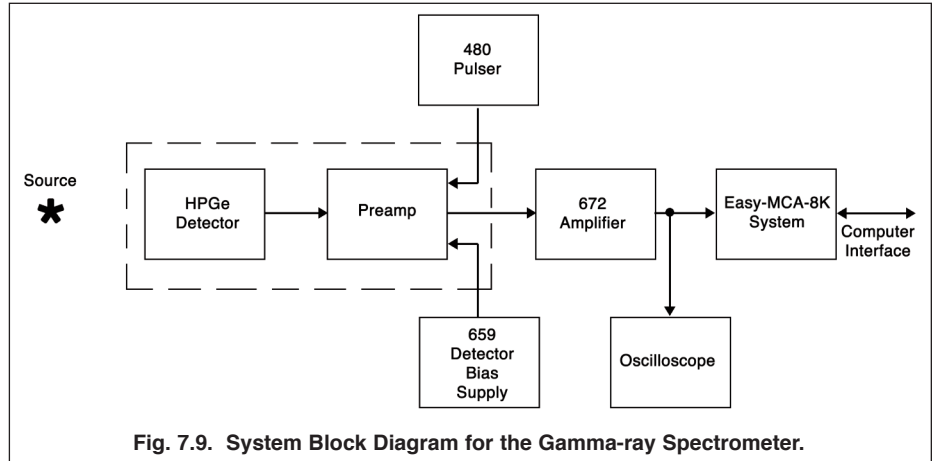 480
Pulser
Source
HPGe
Detector
Preamp
672
Amplifier
Easy-MCA-8K
System
Computer
Interface
659
Detector
Bias
Supply
Oscilloscope
Fig. 7.9. System Block Diagram for the Gamma-ray Spectrometer.